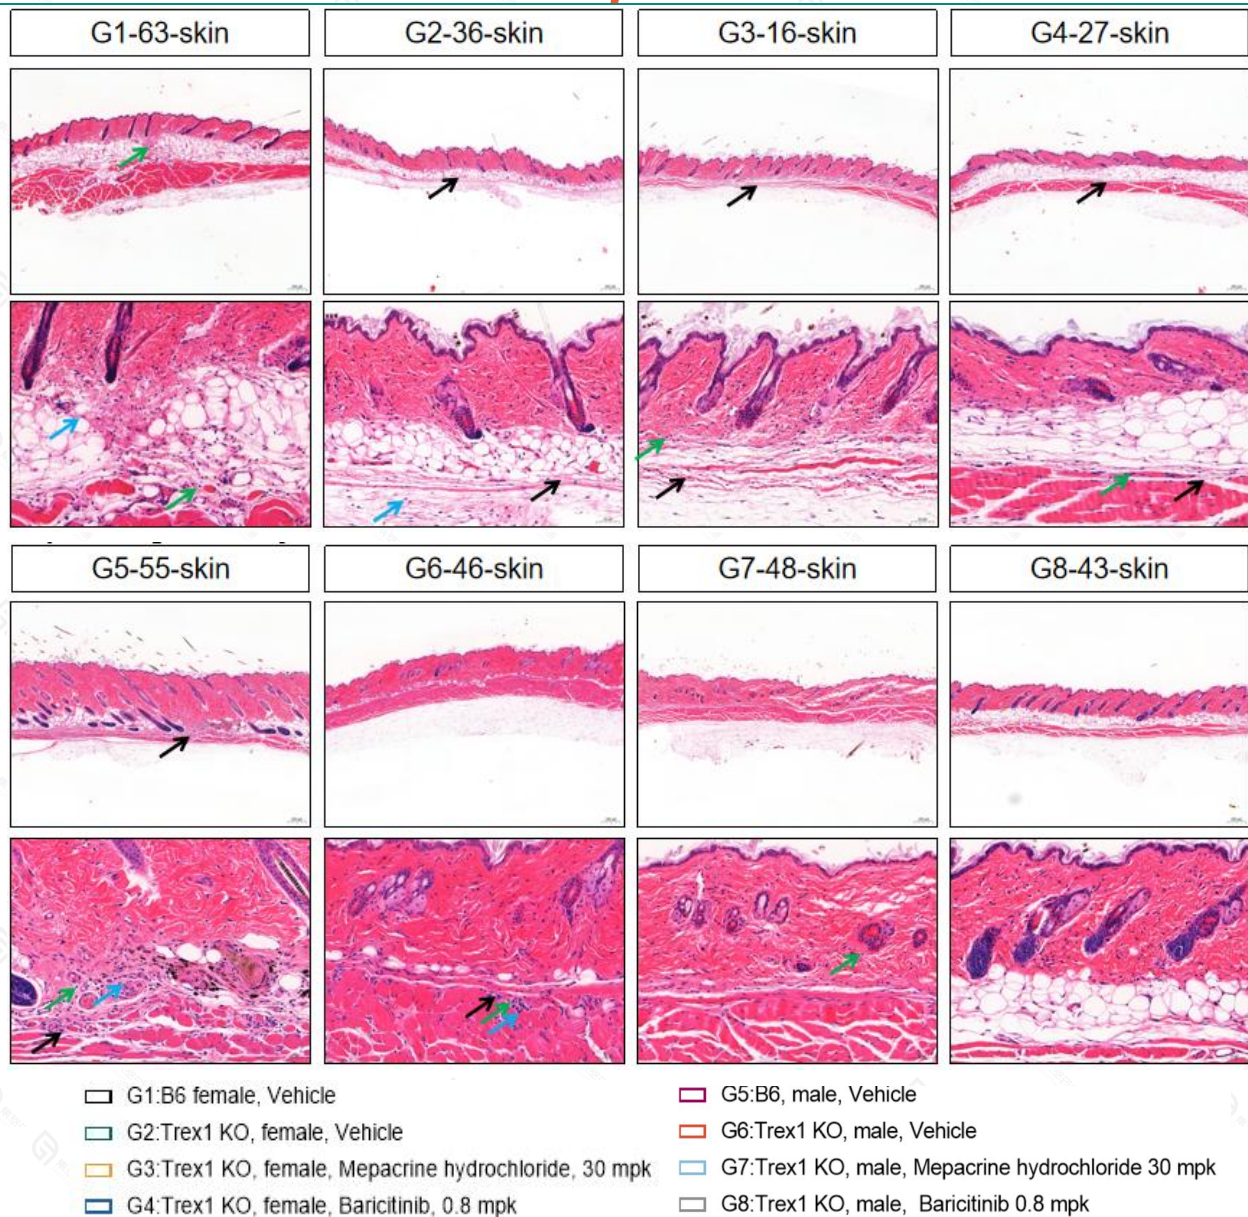 G1-63-skin
G2-36-skin
G3-16-skin
G4-27-skin
G5-55-skin
G6-46-skin
G7-48-skin
G8-43-skin
G1:B6 female, Vehicle
G2:Trex1 KO, female, Vehicle
G3:Trex1 KO, female, Mepacrine hydrochloride, 30 mpk
G4:Trex1 KO, female, Baricitinib, 0.8 mpk
G5:B6, male, Vehicle
G6:Trex1 KO, male, Vehicle
G7:Trex1 KO, male, Mepacrine hydrochloride 30 mpk
G8:Trex1 KO, male, Baricitinib 0.8 mpk